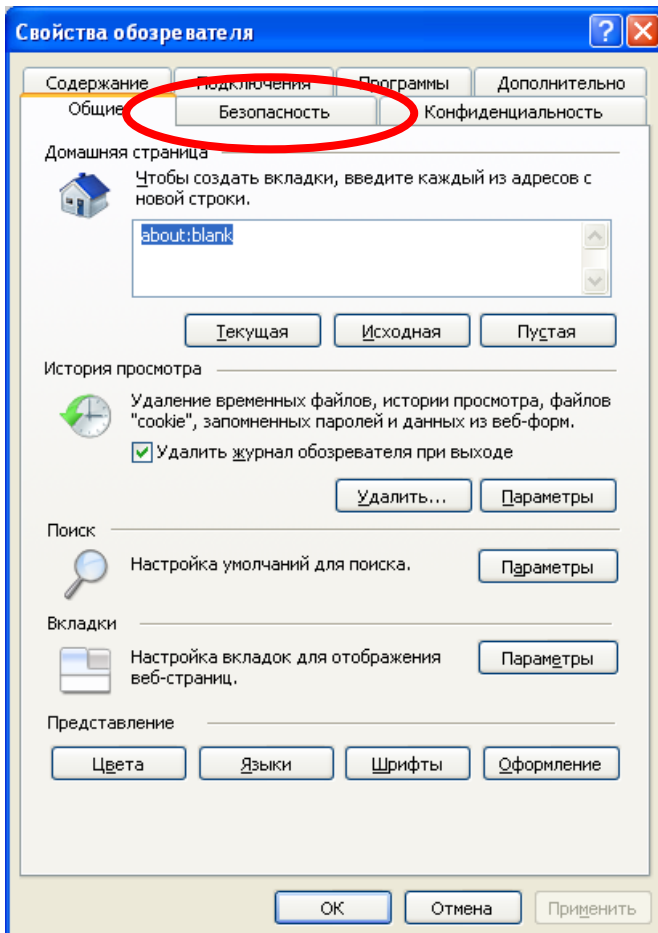 Свойства обозревателя
Содержание Подключения Программы Дополнительно
Общие Безопасность Конфиденциальность
Домашняя страница
Чтобы создать вкладки, введите каждый из адресов с
новой строки.
about:blank
Текущая Исходная Пустая
История просмотра
Удаление временных файлов, истории просмотра, файлов
"cookie", запомненных паролей и данных из веб-форм.
Удалить журнал обозревателя при выходе
Удалить... Параметры
Поиск
Настройка умолчаний для поиска.
Параметры
Вкладки
Настройка вкладок для отображения
веб-страниц.
Параметры
Представление
Цвета Языки Шрифты Оформление
ОК Отмена Применить